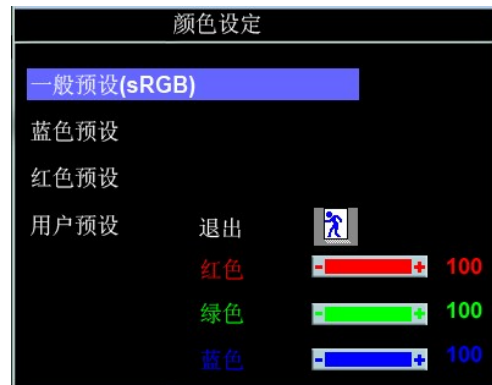 颜色设定
一般预设(sRGB)
蓝色预设
红色预设
用户预设 退出
红色 - + 100
绿色 - + 100
蓝色 - + 100